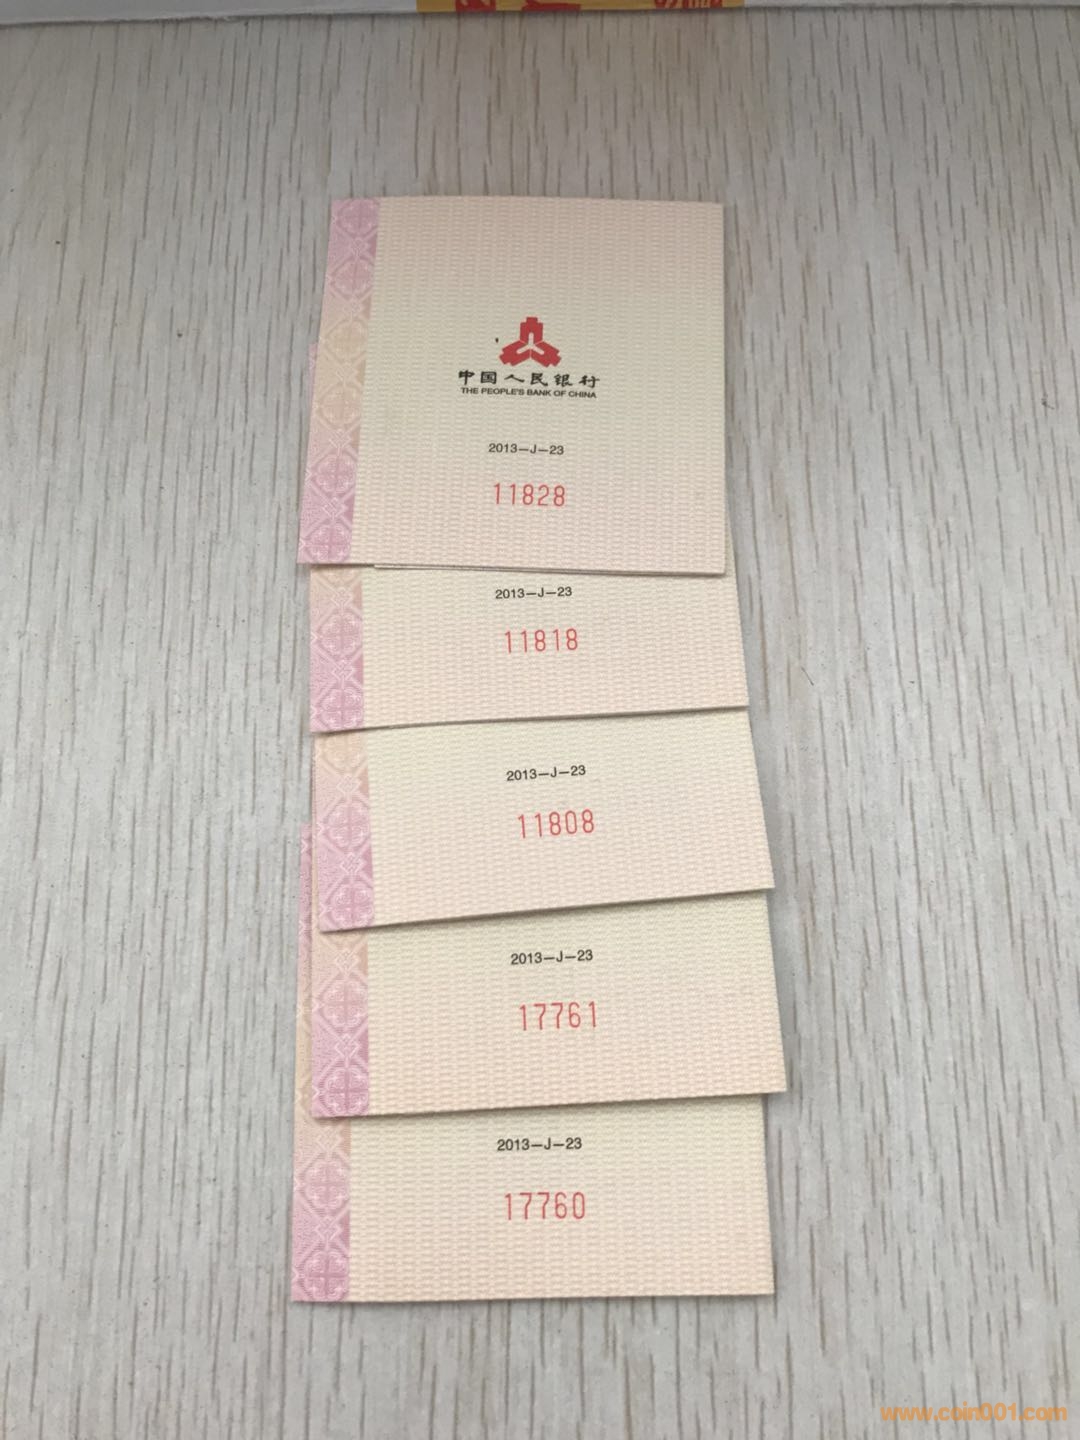 中国人民银行
THE PEOPLE'S BANK OF CHINA
2013-J-23
11828
2013-J-23
11818
2013-J-23
11808
2013-J-23
17761
2013-J-23
17760
www.coin001.com